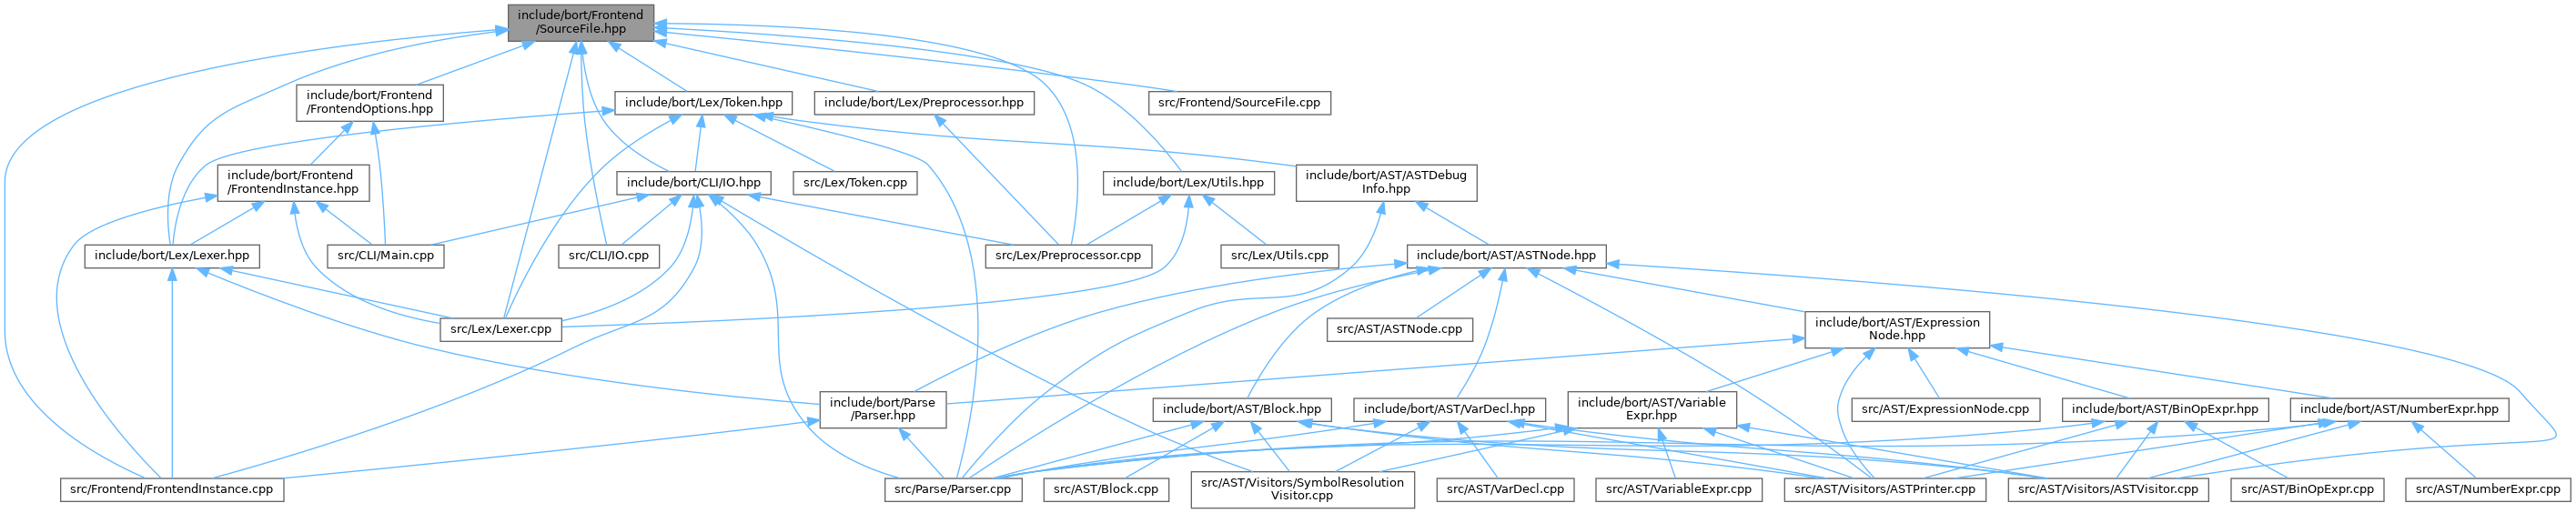 include/bort/Frontend
/SourceFile.hpp
include/bort/Frontend
/FrontendOptions.hpp
include/bort/Lex/Token.hpp
include/bort/Lex/Preprocessor.hpp
src/Frontend/SourceFile.cpp
include/bort/Frontend
/FrontendInstance.hpp
include/bort/CLI/IO.hpp
src/Lex/Token.cpp
include/bort/Lex/Utils.hpp
include/bort/AST/ASTDebug
Info.hpp
include/bort/Lex/Lexer.hpp
src/CLI/Main.cpp
src/CLI/IO.cpp
src/Lex/Preprocessor.cpp
src/Lex/Utils.cpp
include/bort/AST/ASTNode.hpp
src/Lex/Lexer.cpp
src/AST/ASTNode.cpp
include/bort/AST/Expression
Node.hpp
include/bort/Parse
/Parser.hpp
include/bort/AST/Block.hpp
include/bort/AST/VarDecl.hpp
include/bort/AST/Variable
Expr.hpp
src/AST/ExpressionNode.cpp
include/bort/AST/BinOpExpr.hpp
include/bort/AST/NumberExpr.hpp
src/Frontend/FrontendInstance.cpp
src/Parse/Parser.cpp
src/AST/Block.cpp
src/AST/Visitors/SymbolResolution
Visitor.cpp
src/AST/VarDecl.cpp
src/AST/VariableExpr.cpp
src/AST/Visitors/ASTPrinter.cpp
src/AST/Visitors/ASTVisitor.cpp
src/AST/BinOpExpr.cpp
src/AST/NumberExpr.cpp